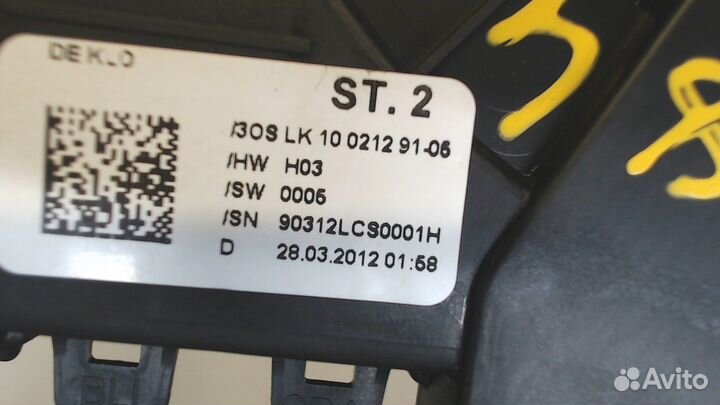 DE KLO
ST. 2
/3OS LK 10 0212 91-06
/HW H03
/SW 0005
/SN 90312LCS0001H
D 28.03.2012 01:58
Avito